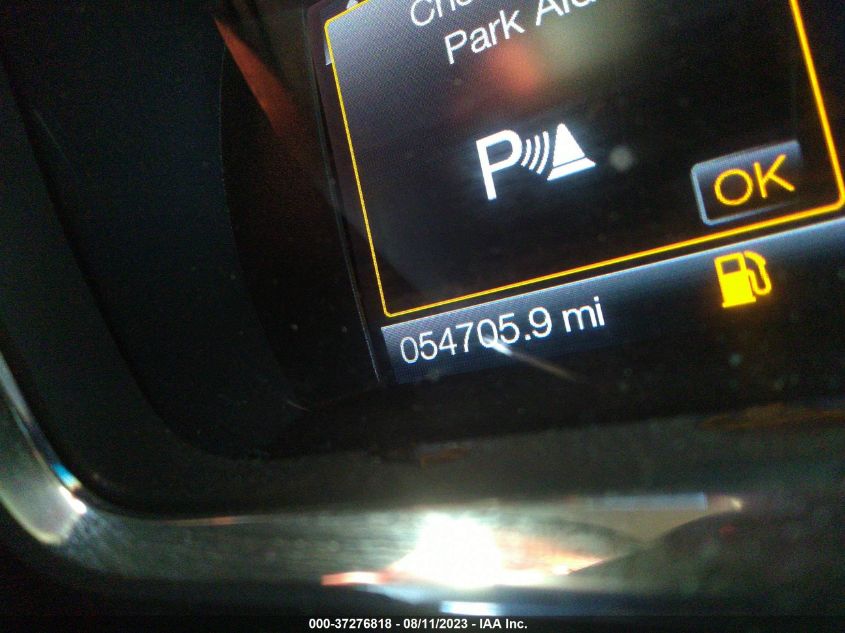 Park
P
OK
054705.9 mi
000-37276818 - 08/11/2023 - IAA Inc.